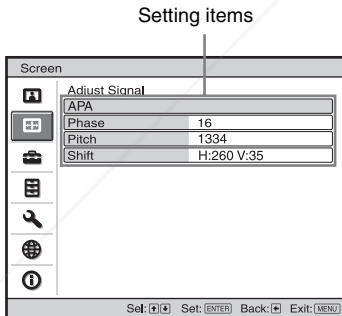 Setting items
Screen
Adjust Signal
APA
Phase 16
Pitch 1334
Shift H:260 V:35
Sel: Set: ENTER Back: Exit: MENU